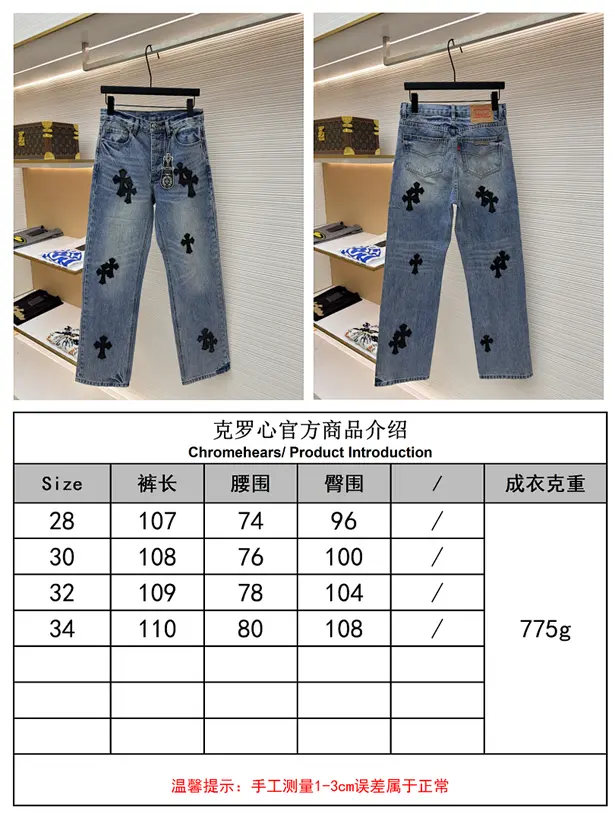 克罗心官方商品介绍
Chromehears/ Product Introduction
Size 裤长 腰围 臀围 / 成衣克重
28 107 74 96 /
30 108 76 100 /
32 109 78 104 /
34 110 80 108 /
775g
温馨提示：手工测量1-3cm误差属于正常